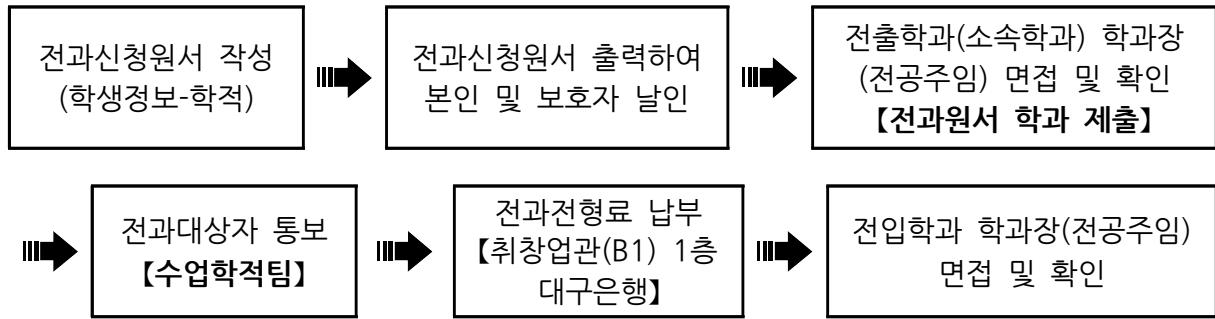 전과신청원서 작성
(학생정보-학적)
전과신청원서 출력하여
본인 및 보호자 날인
전출학과(소속학과) 학과장
(전공주임) 면접 및 확인
【전과원서 학과 제출】
전과대상자 통보
【수업학적팀】
전과전형료 납부
【취창업관(B1) 1층
대구은행】
전입학과 학과장(전공주임)
면접 및 확인